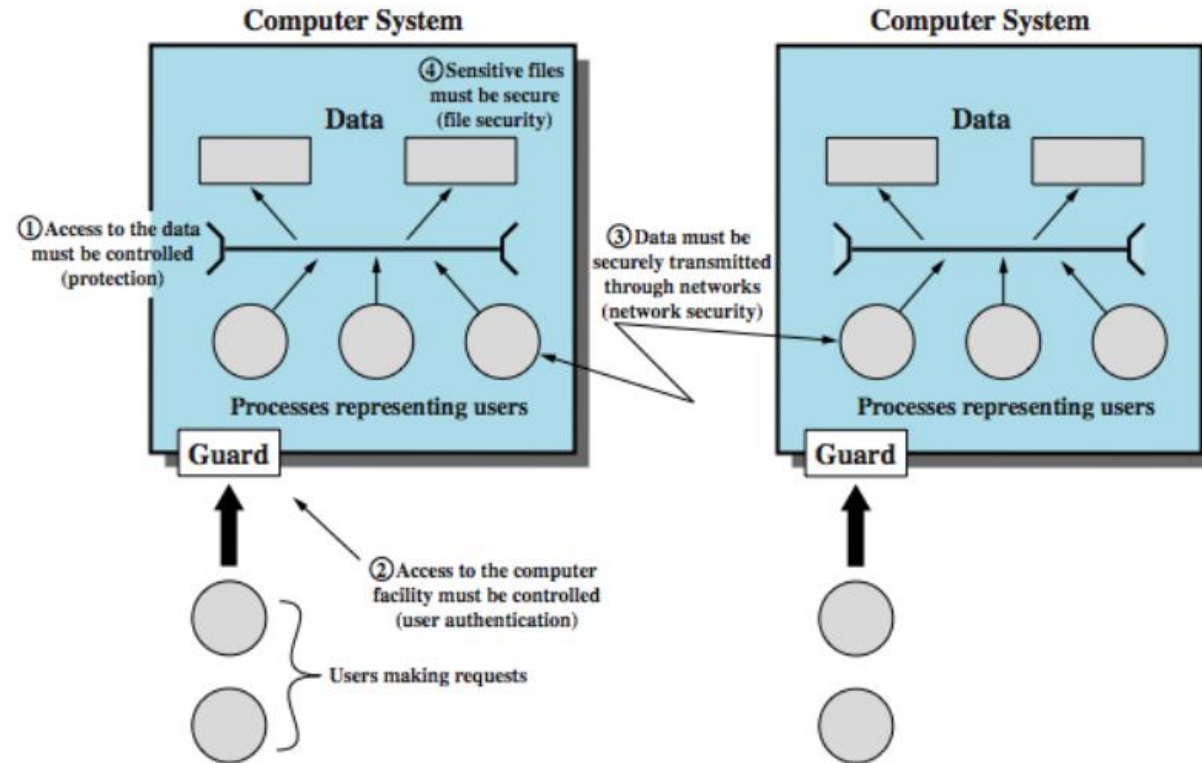 Computer System
Computer System
④Sensitive files
must be secure
(file security)
Data
Data
①Access to the data
must be controlled
(protection)
③Data must be
securely transmitted
through networks
(network security)
Processes representing users
Processes representing users
Guard
Guard
②Access to the computer
facility must be controlled
(user authentication)
Users making requests